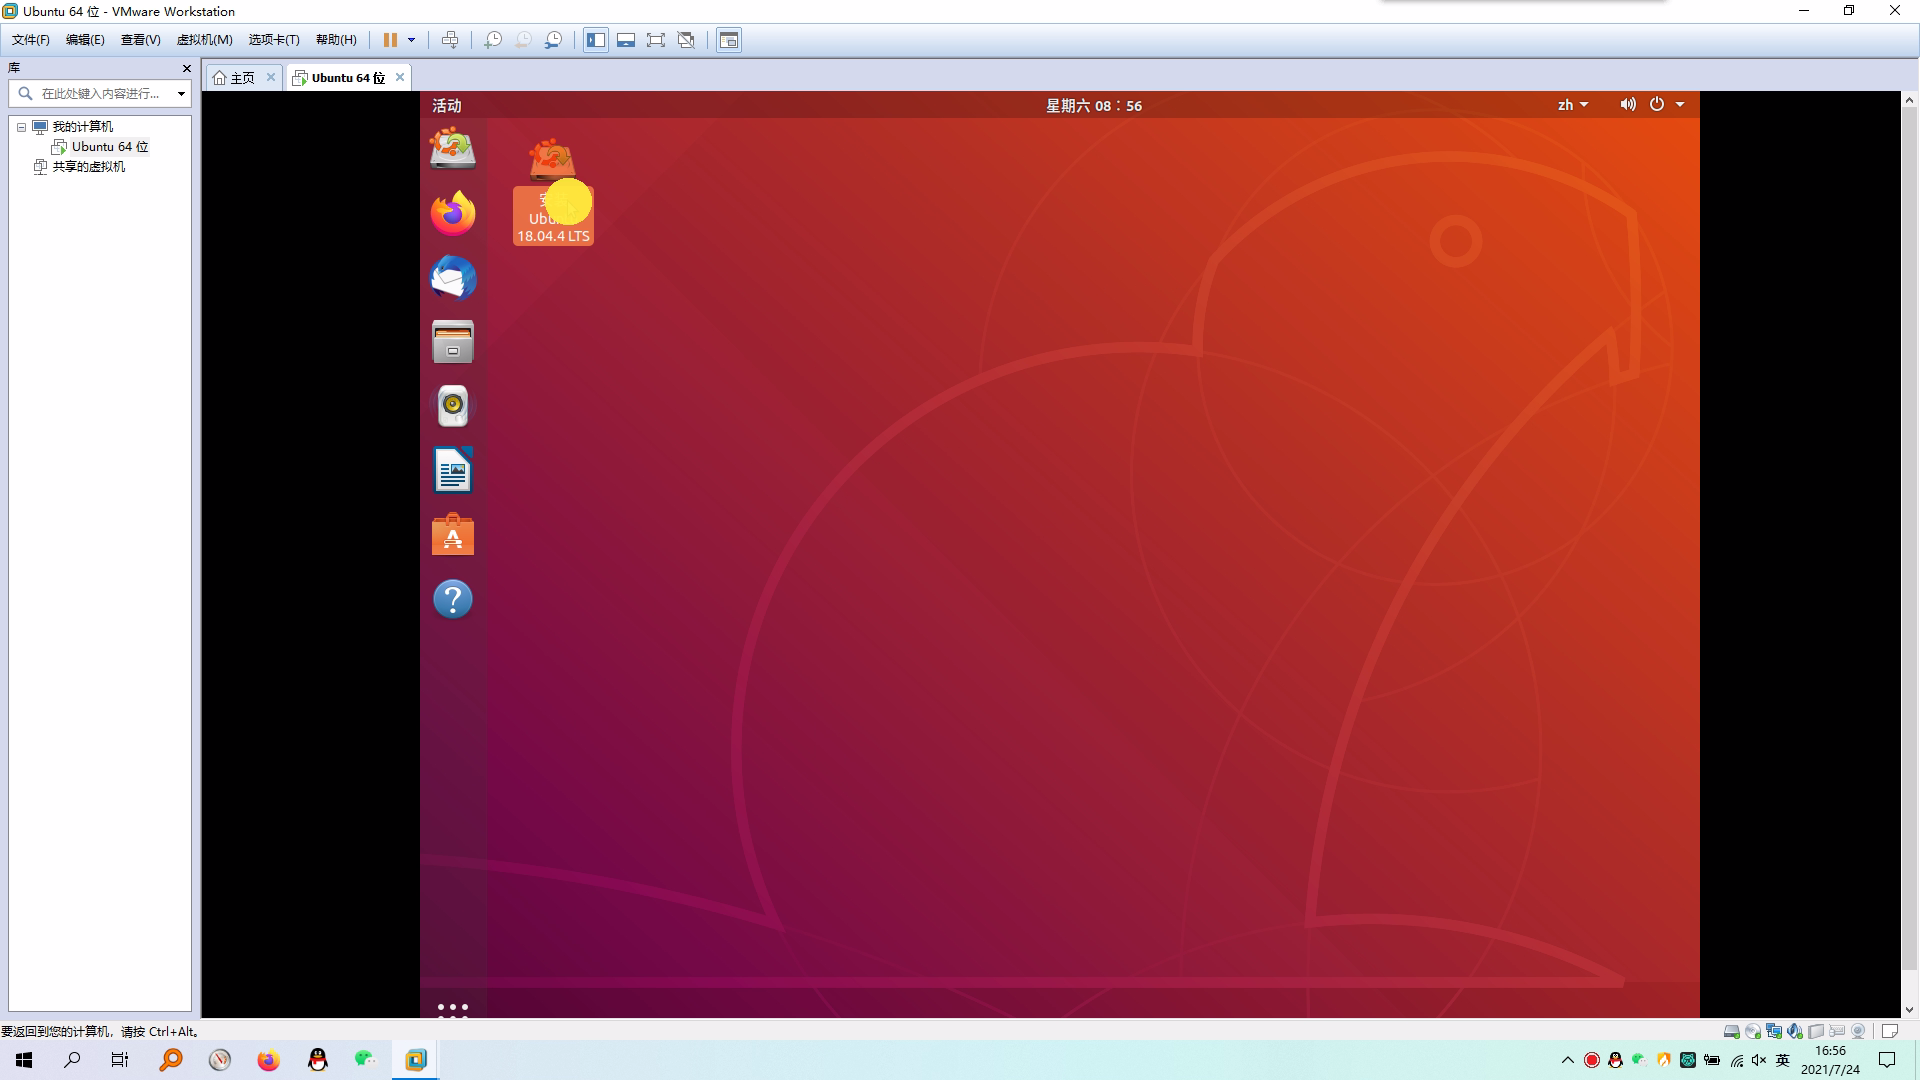 Ubuntu 64 位 - VMware Workstation
文件(F) 编辑(E) 查看(V) 虚拟机(M) 选项卡(T) 帮助(H)
库
主页
Ubuntu 64 位
在此处键入内容进行...
我的计算机
Ubuntu 64 位
共享的虚拟机
活动
星期六 08:56
zh
18.04.4 LTS
要返回到您的计算机，请按 Ctrl+Alt。
英
16:56
2021/7/24